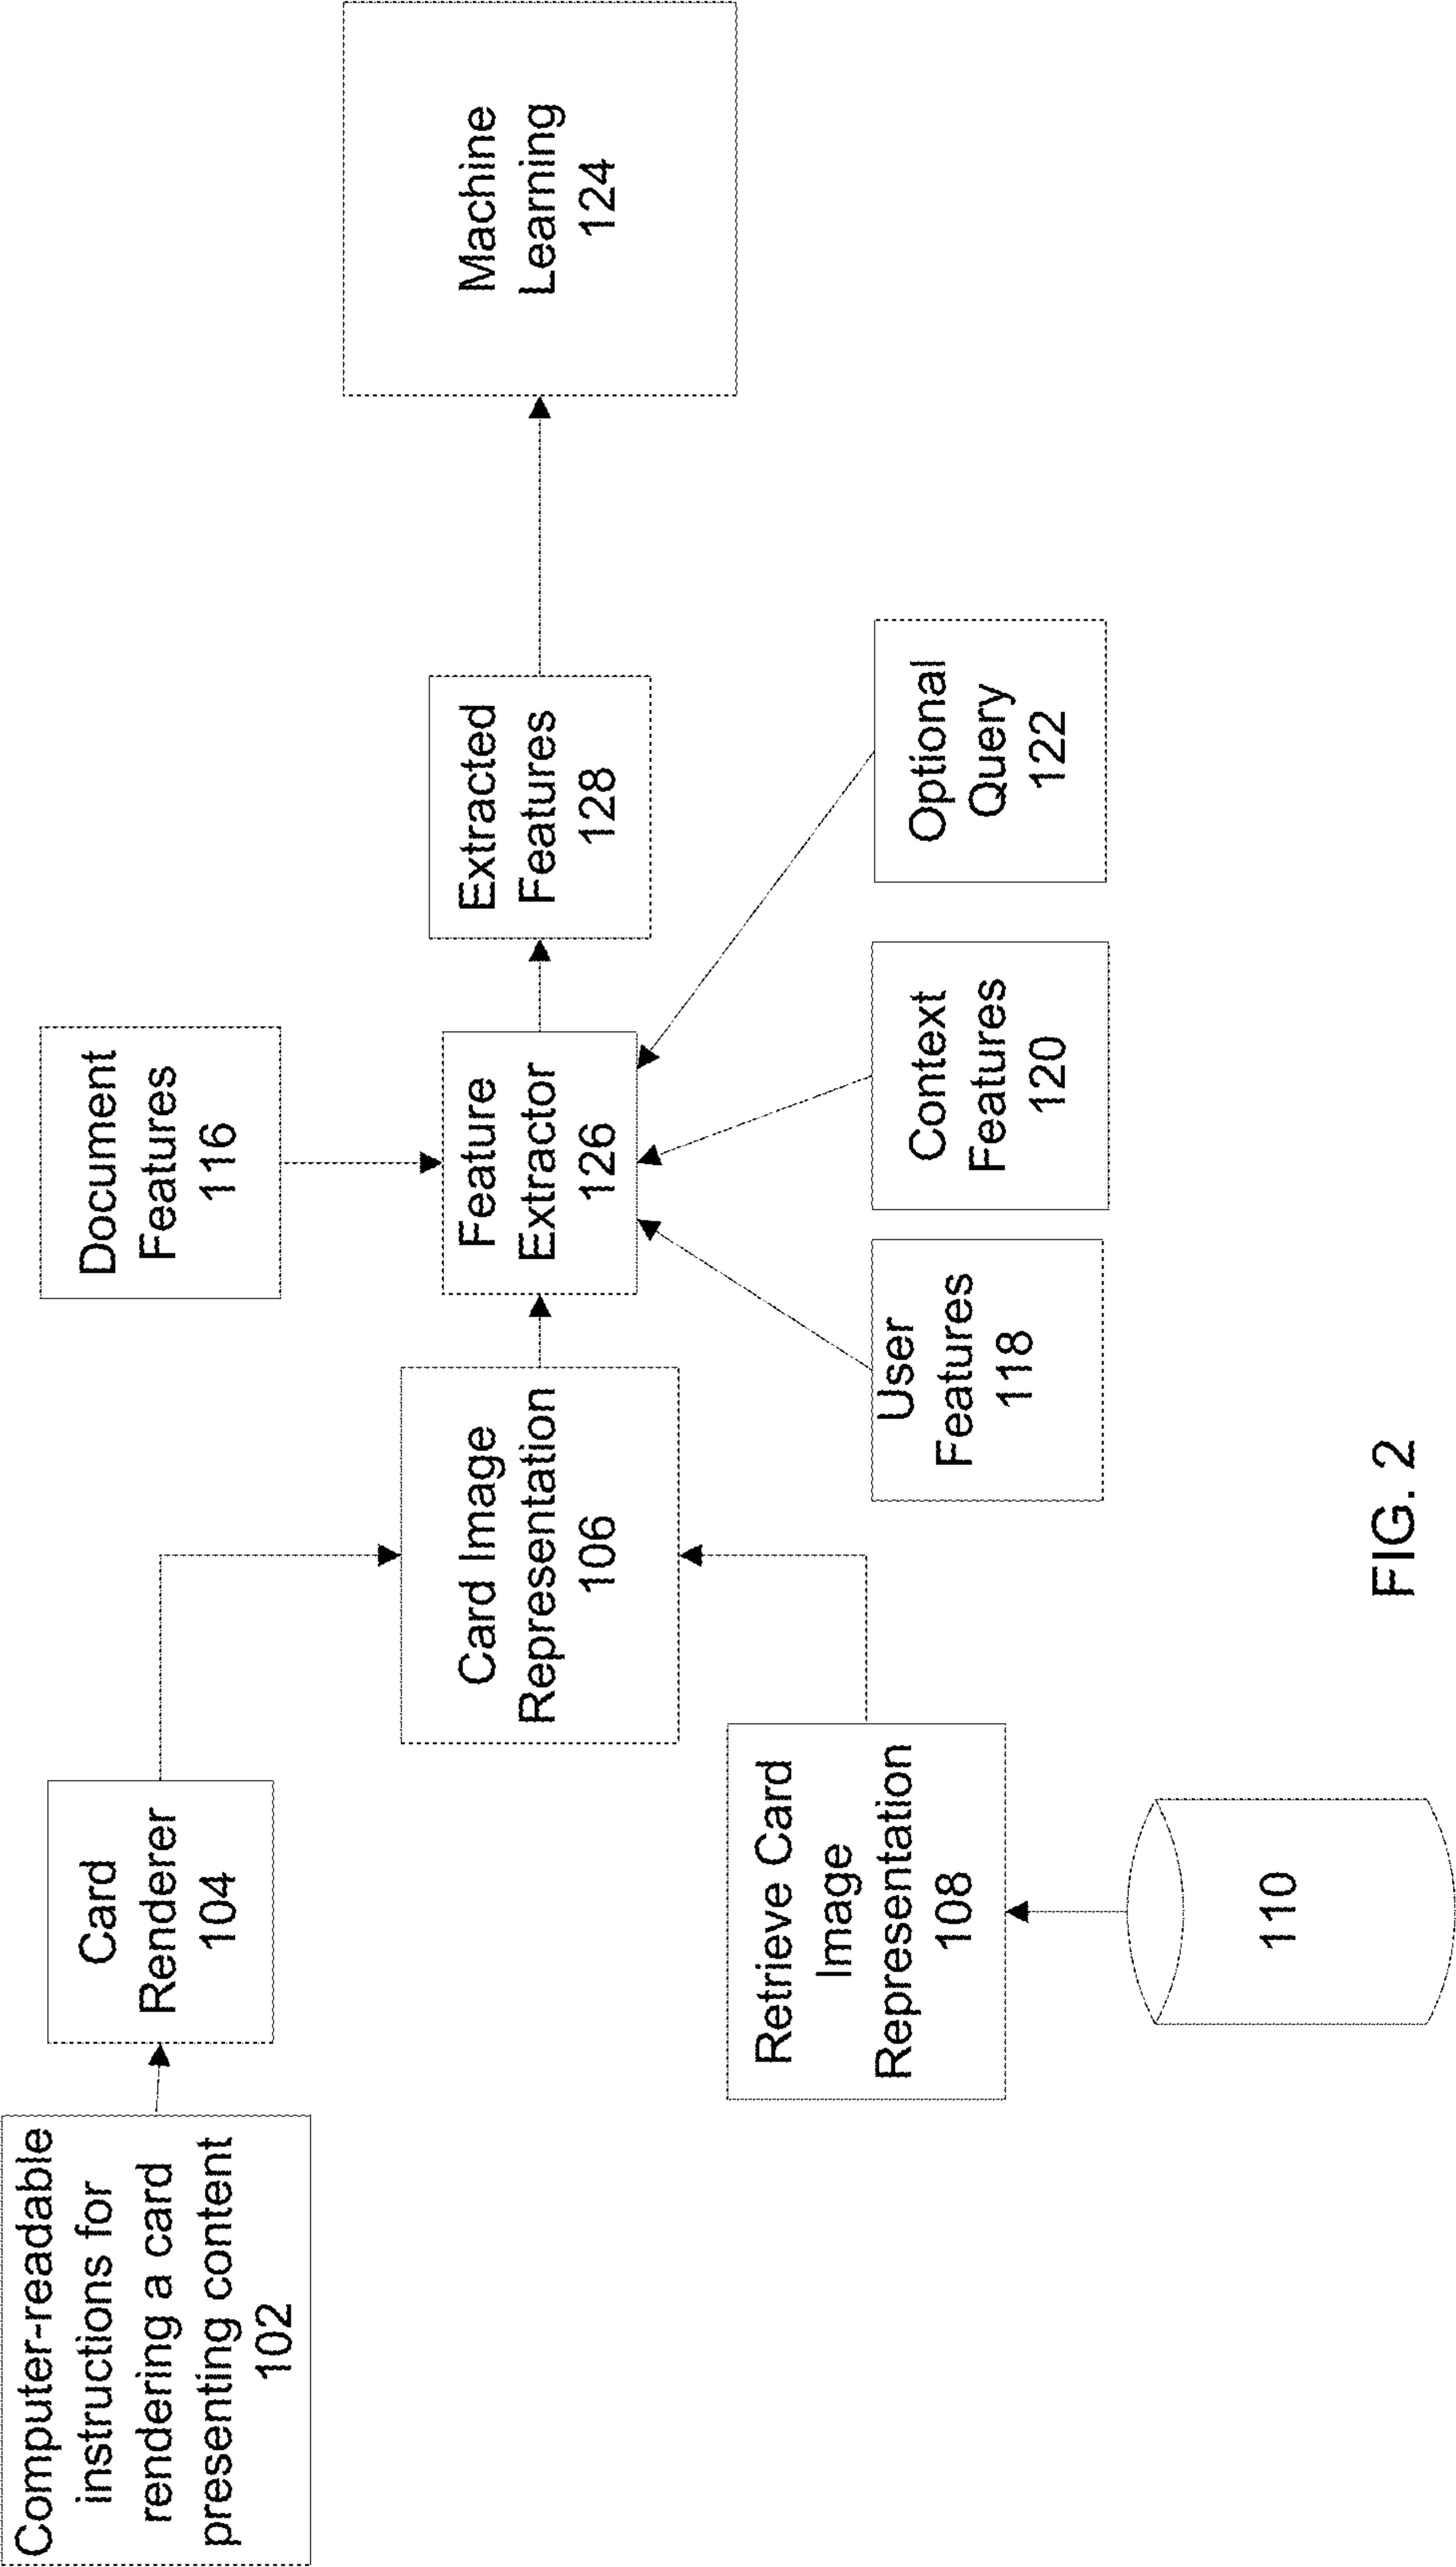 Computer-readable
instructions for
rendering a card
presenting content
102
Card
Renderer
104
Retrieve Card
Image
Representation
108
110
Card Image
Representation
106
Document
Features
116
Feature
Extractor
126
User
Features
118
Context
Features
120
Optional
Query
122
Extracted
Features
128
Machine
Learning
124
FIG. 2